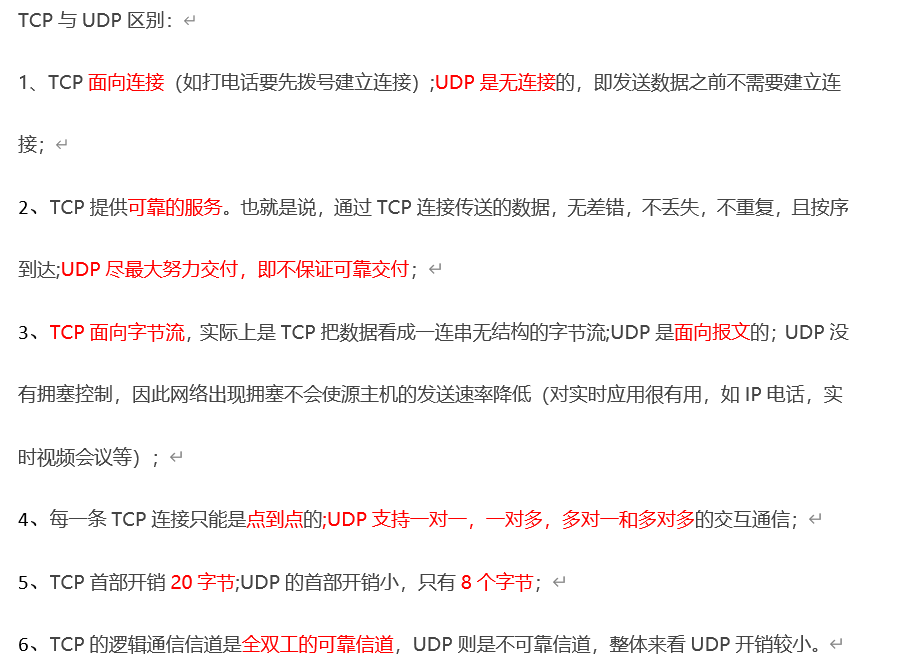 TCP 与 UDP 区别：
1、TCP 面向连接（如打电话要先拨号建立连接）;UDP 是无连接的，即发送数据之前不需要建立连
接；
2、TCP 提供可靠的服务。也就是说，通过 TCP 连接传送的数据，无差错，不丢失，不重复，且按序
到达;UDP 尽最大努力交付，即不保证可靠交付；
3、TCP 面向字节流，实际上是 TCP 把数据看成一连串无结构的字节流;UDP 是面向报文的；UDP 没
有拥塞控制，因此网络出现拥塞不会使源主机的发送速率降低（对实时应用很有用，如 IP 电话，实
时视频会议等）；
4、每一条 TCP 连接只能是点到点的;UDP 支持一对一，一对多，多对一和多对多的交互通信；
5、TCP 首部开销 20 字节;UDP 的首部开销小，只有 8 个字节；
6、TCP 的逻辑通信信道是全双工的可靠信道，UDP 则是不可靠信道，整体来看 UDP 开销较小。